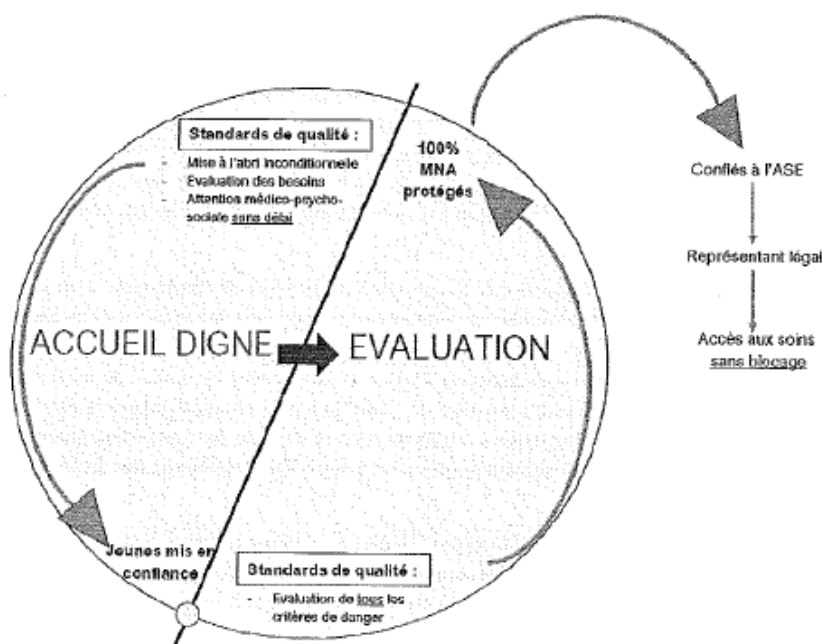 Standards de qualité :
- Mise à l'abri inconditionnelle
- Evaluation des besoins
- Attention médico-psycho-
sociale sans délai
100%
MNA
protégés
Confiés à l'ASE
Représentant légal
Accès aux soins
sans blocage
ACCUEIL DIGNE
EVALUATION
Jeunes mis en
confiance
Standards de qualité :
- Evaluation de tous les
critères de danger